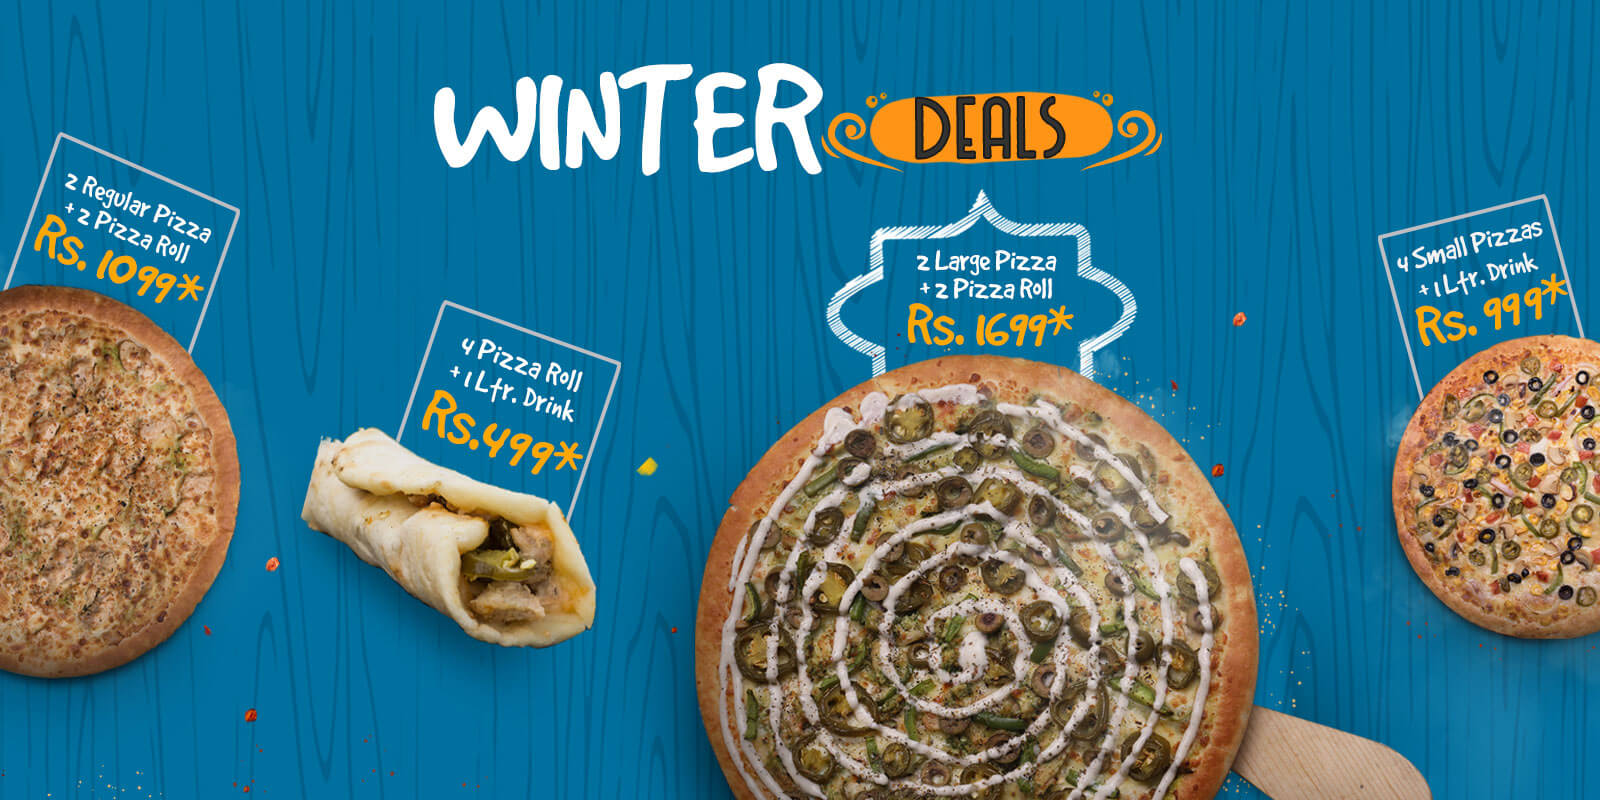 WINTER DEALS
2 Regular Pizza
+ 2 Pizza Roll
Rs. 1099*
4 Pizza Roll
+ 1 Ltr. Drink
Rs.499*
2 Large Pizza
+ 2 Pizza Roll
Rs. 1699*
4 Small Pizzas
+ 1 Ltr. Drink
Rs. 999*